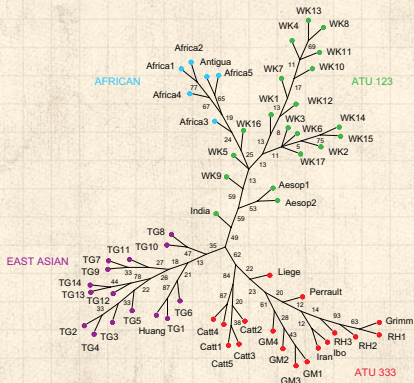 WK13
WK4
WK8
69
WK11
11
WK10
Africa2
Africa1
Antigua
Africa5
AFRICAN
Africa4
77
65
67
WK7
17
ATU 123
WK1
WK12
19
13
Africa3
WK3
WK14
WK16
24
8
WK6
WK15
WK5
25
13
11
5
75
WK2
WK17
WK9
13
59
Aesop1
59
53
Aesop2
India
49
TG8
EAST ASIAN
TG11
TG10
35
62
TG7
TG9
27
18
47
13
TG14
44
78
26
21
TG13
33
22
TG12
86
87
TG6
33
28
TG5
TG2
TG3
Huang
TG1
TG4
Liege
22
84
23
Perrault
20
87
61
12
14
Catt4
20
Catt2
28
93
Grimm
38
GM4
44
RH3
63
Catt1
Catt3
43
Ibo
RH2
RH1
Catt5
GM2
Iran
GM1
GM3
ATU 333